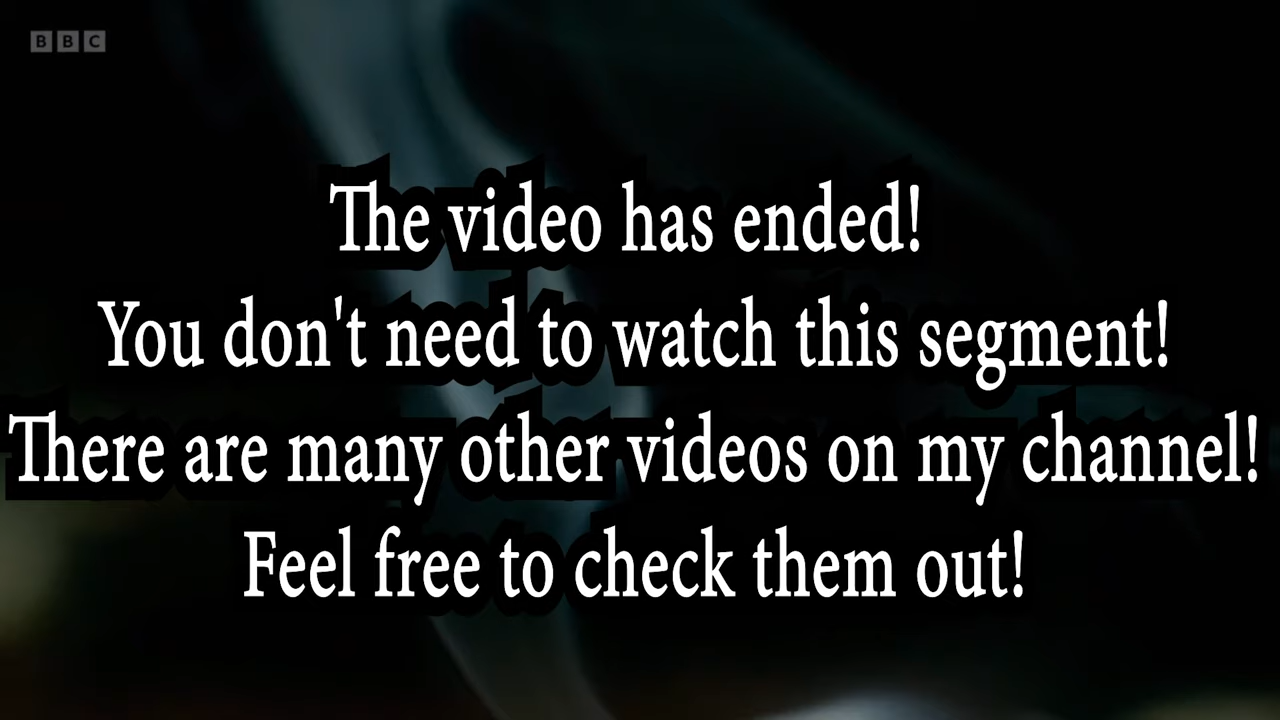 BBC
The video has ended!
You don't need to watch this segment!
There are many other videos on my channel!
Feel free to check them out!